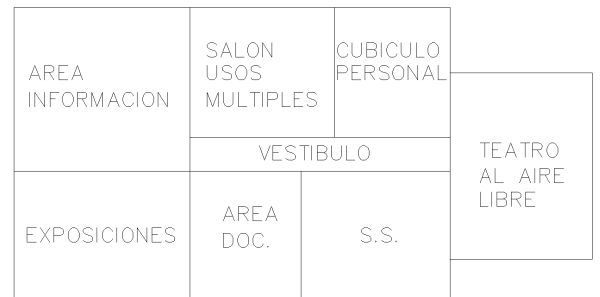 AREA
INFORMACION
SALON
USOS
MULTIPLES
CUBICULO
PERSONAL
VESTIBULO
TEATRO
AL AIRE
LIBRE
EXPOSICIONES
AREA
DOC.
S.S.